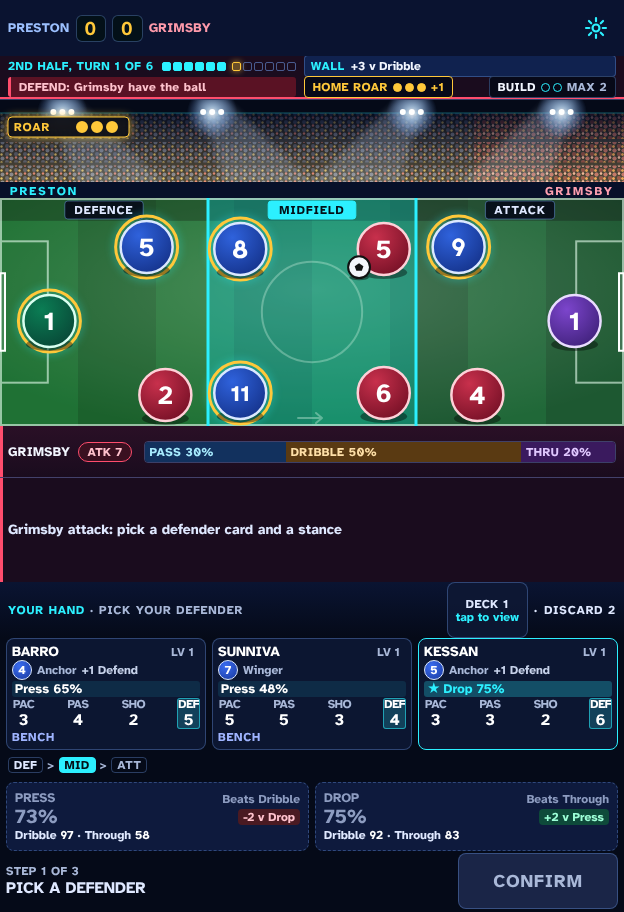 PRESTON 0 0 GRIMSBY
2ND HALF, TURN 1 OF 6
WALL +3 v Dribble
DEFEND: Grimsby have the ball
HOME ROAR +1
BUILD MAX 2
ROAR
PRESTON GRIMSBY
DEFENCE MIDFIELD ATTACK
5 8 5 9
1 1
2 11 6 4
GRIMSBY ATK 7 PASS 30% DRIBBLE 50% THRU 20%
Grimsby attack: pick a defender card and a stance
YOUR HAND · PICK YOUR DEFENDER
DECK 1
tap to view
· DISCARD 2
BARRO LV 1
4 Anchor +1 Defend
Press 65%
PAC PAS SHO DEF
3 4 2 5
BENCH
SUNNIVA LV 1
7 Winger
Press 48%
PAC PAS SHO DEF
5 5 3 4
BENCH
KESSAN LV 1
5 Anchor +1 Defend
★ Drop 75%
PAC PAS SHO DEF
3 3 2 6
DEF > MID > ATT
PRESS Beats Dribble
73% -2 v Drop
Dribble 97 · Through 58
DROP Beats Through
75% +2 v Press
Dribble 92 · Through 83
STEP 1 OF 3
PICK A DEFENDER
CONFIRM